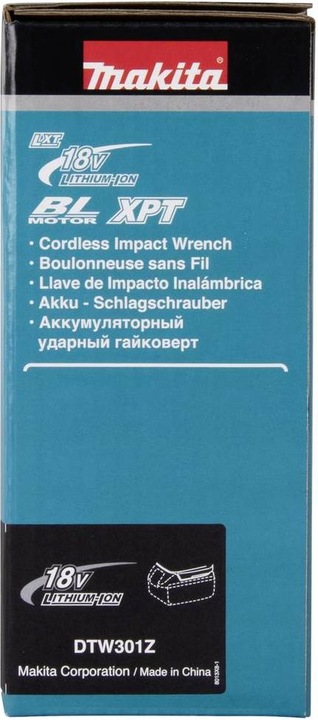 makita
LXT
18V
LITHIUM-ION
BL
MOTOR
XPT
· Cordless Impact Wrench
· Boulonneuse sans Fil
· Llave de Impacto Inalámbrica
· Akku - Schlagschrauber
· Аккумуляторный
ударный гайковерт
18V
LITHIUM-ION
DTW301Z
Makita Corporation / Made in China